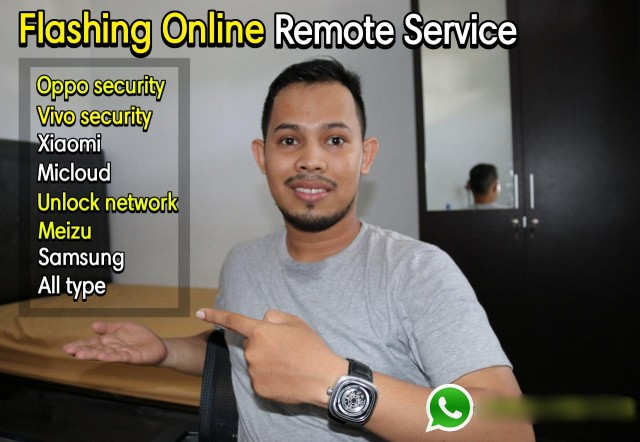 Flashing Online Remote Service
Oppo security
Vivo security
Xiaomi
Micloud
Unlock network
Meizu
Samsung
All type